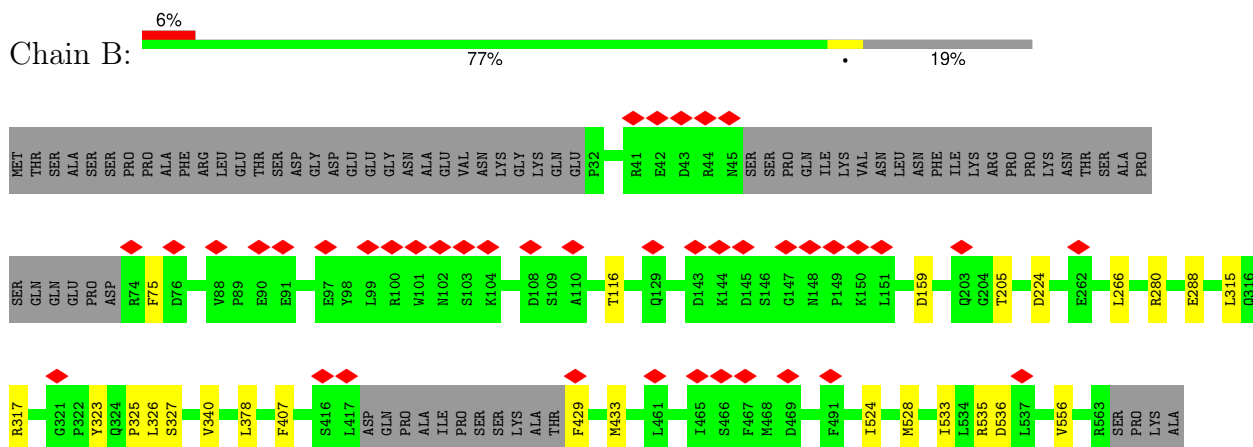 6%
Chain B:
77% • 19%
MET THR SER ALA SER SER PRO PRO ALA PHE ARG LEU GLU THR SER ASP GLY ASP GLU GLU GLY ASN ALA GLU VAL ASN LYS GLY LYS GLN GLU P32 R41 E42 D43 R44 N45 SER SER PRO GLN ILE LYS VAL ASN LEU ASN PHE ILE LYS ARG PRO PRO LYS ASN THR SER ALA PRO
SER GLN GLN GLU PRO ASP R74 F75 D76 V88 P89 E90 E91 E97 Y98 L99 R100 W101 N102 S103 K104 D108 S109 A110 T116 Q129 D143 K144 D145 S146 G147 N148 P149 K150 L151 D159 Q203 G204 T205 D224 E262 L266 R280 E288 L315 Q316
R317 G321 P322 Y323 Q324 P325 L326 S327 V340 L378 F407 S416 L417 ASP GLN PRO ALA ILE PRO SER SER LYS ALA THR F429 M433 L461 I465 S466 F467 M468 D469 F491 I524 M528 I533 L534 R535 D536 L537 V556 R563 SER PRO LYS ALA